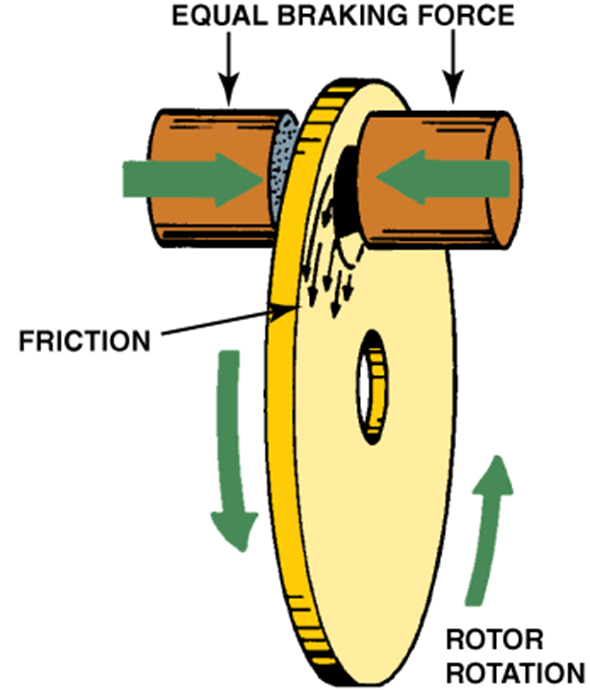 EQUAL BRAKING FORCE
FRICTION
ROTOR
ROTATION